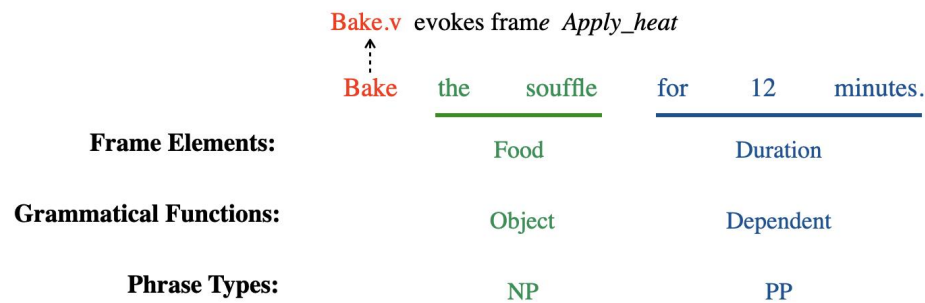 Bake.v evokes frame Apply_heat
Bake the souffle for 12 minutes.
Frame Elements: Food Duration
Grammatical Functions: Object Dependent
Phrase Types: NP PP